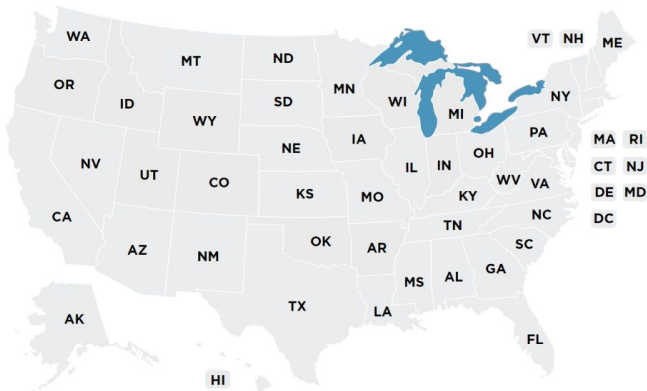 VT NH
ME
WA
MT
ND
OR
MN
ID
SD
WI
NY
WY
MI
IA
PA
NE
MA RI
NV
OH
UT
IL
IN
CT NJ
CO
WV
VA
KS
MO
KY
DE MD
CA
NC
DC
TN
AZ
NM
OK
AR
SC
MS
AL
GA
TX
LA
AK
FL
HI